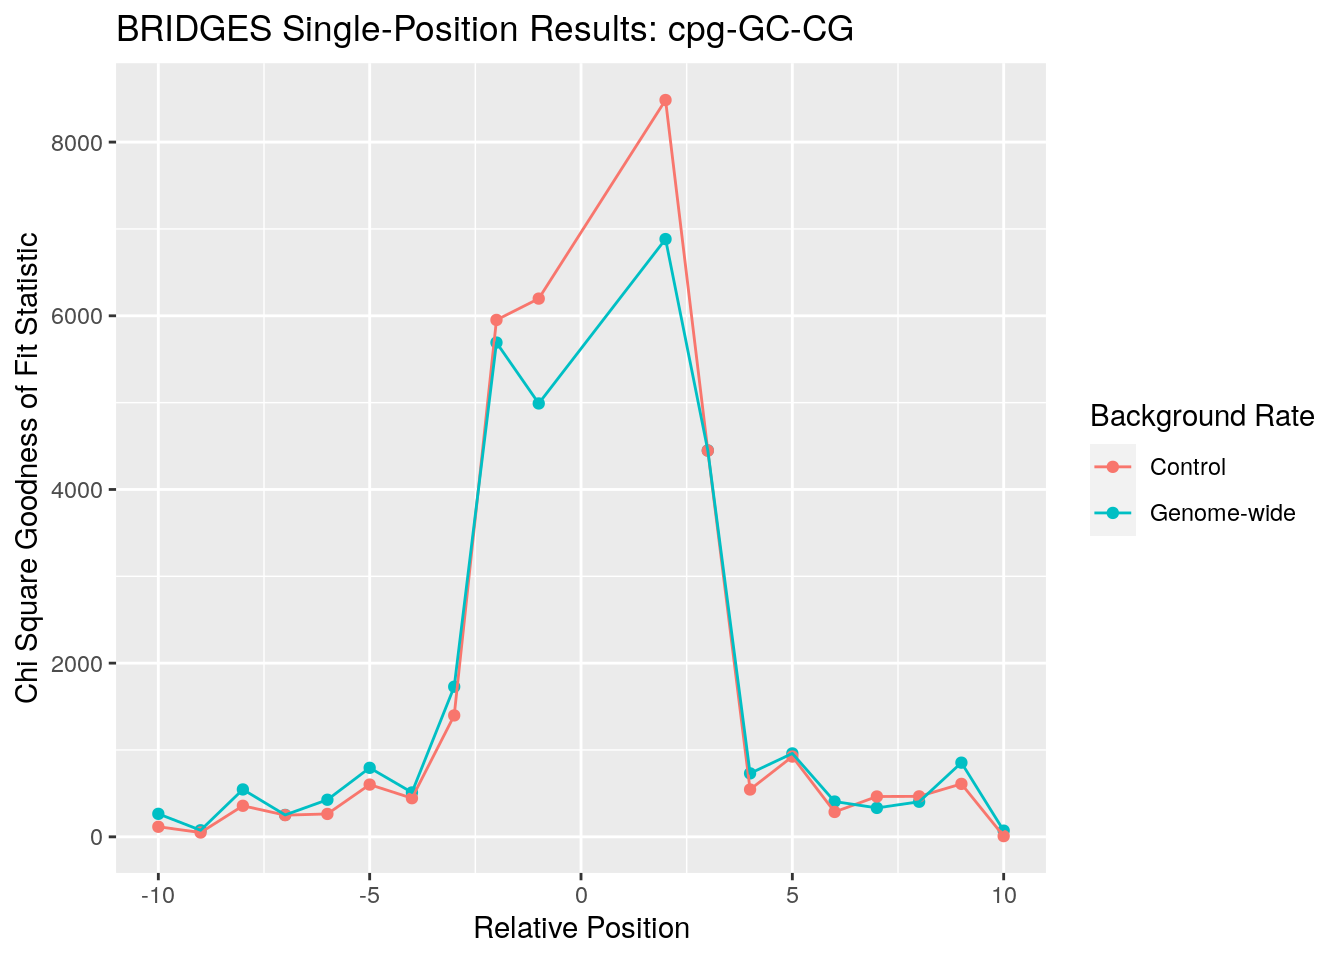 BRIDGES Single-Position Results: cpg-GC-CG
Chi Square Goodness of Fit Statistic
8000
6000
4000
2000
0
-10
-5
0
5
10
Relative Position
Background Rate
Control
Genome-wide